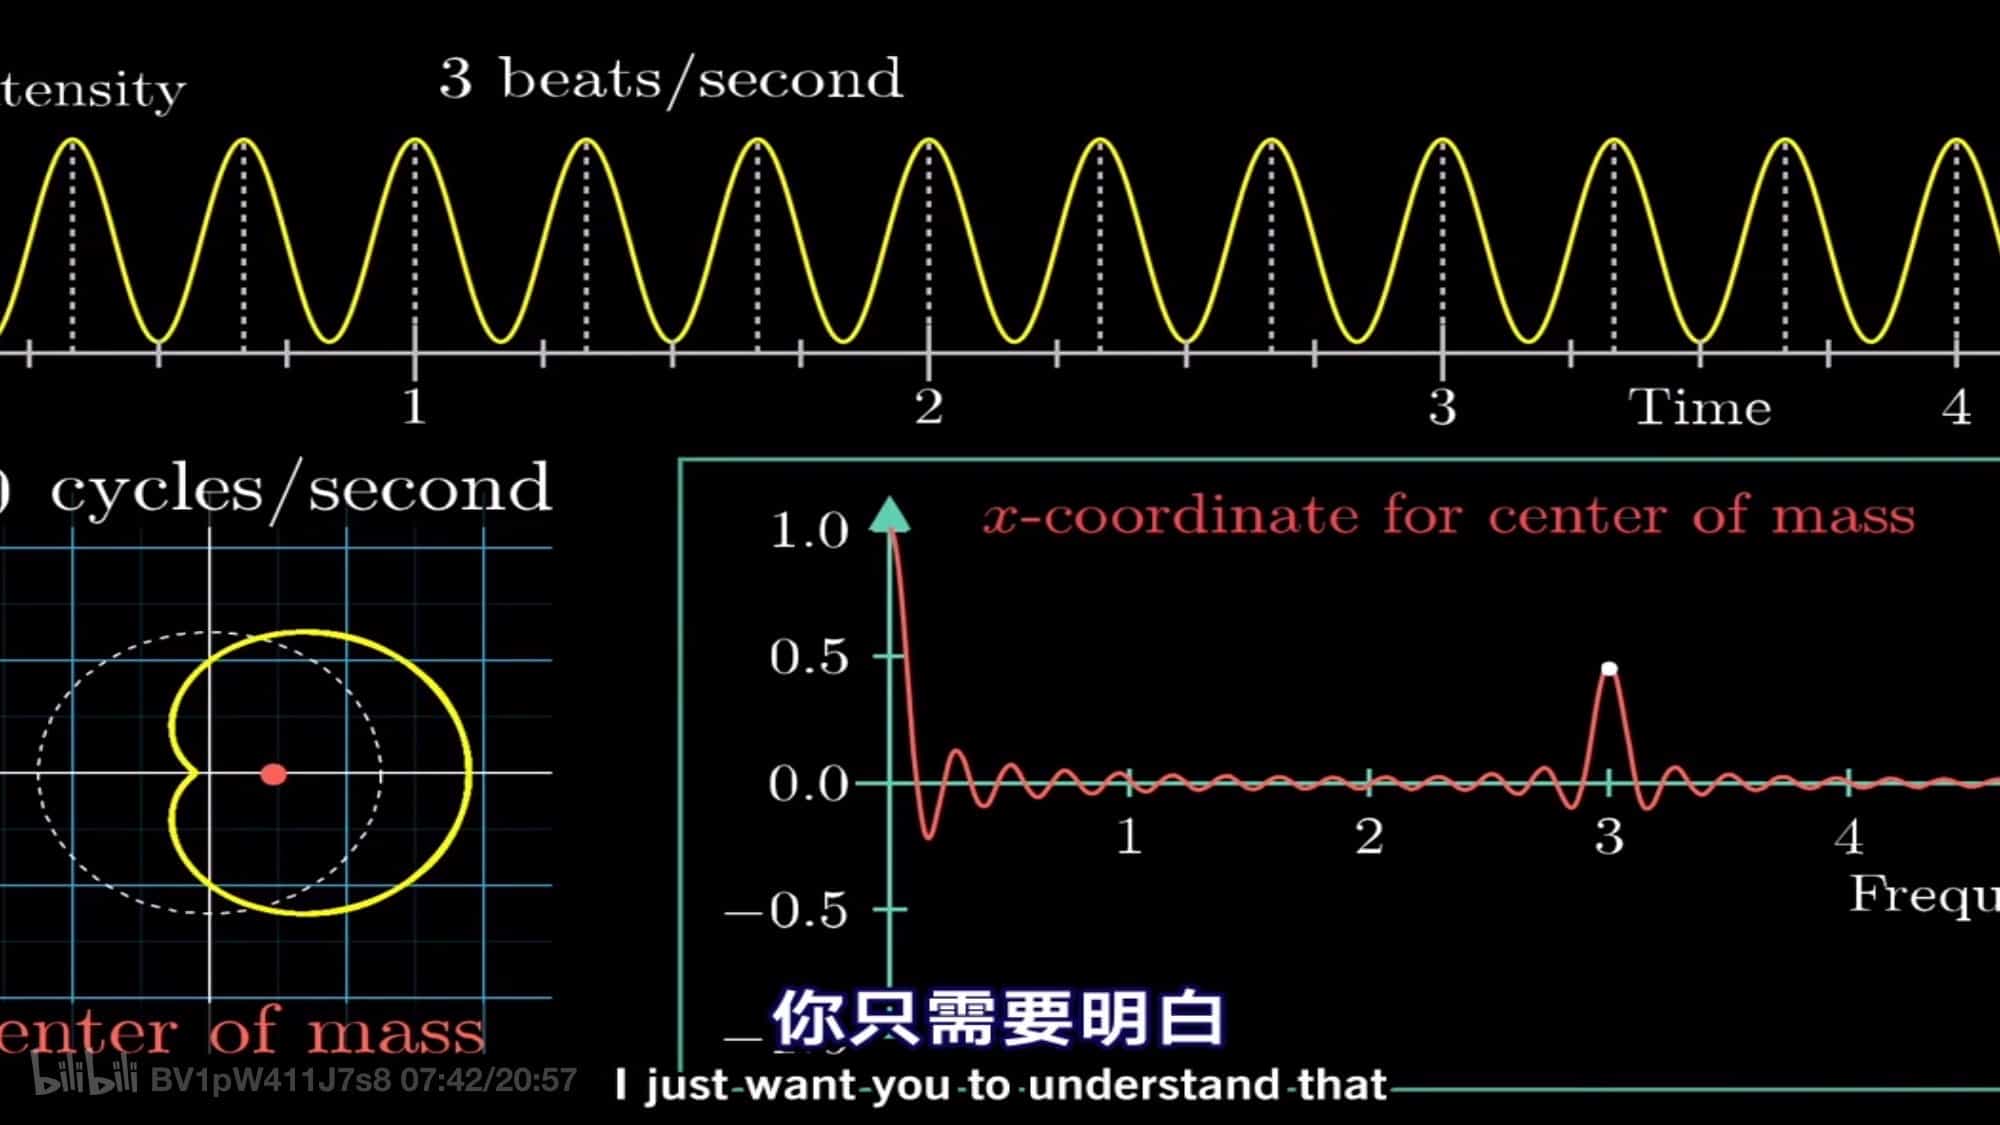 tensity
3 beats/second
1 2 3 Time 4
) cycles/second
x-coordinate for center of mass
1.0
0.5
0.0
1 2 3 4
Frequ
−0.5
你只需要明白
enter of mass
bilibili BV1pW411J7s8 07:42/20:57
I just want you to understand that